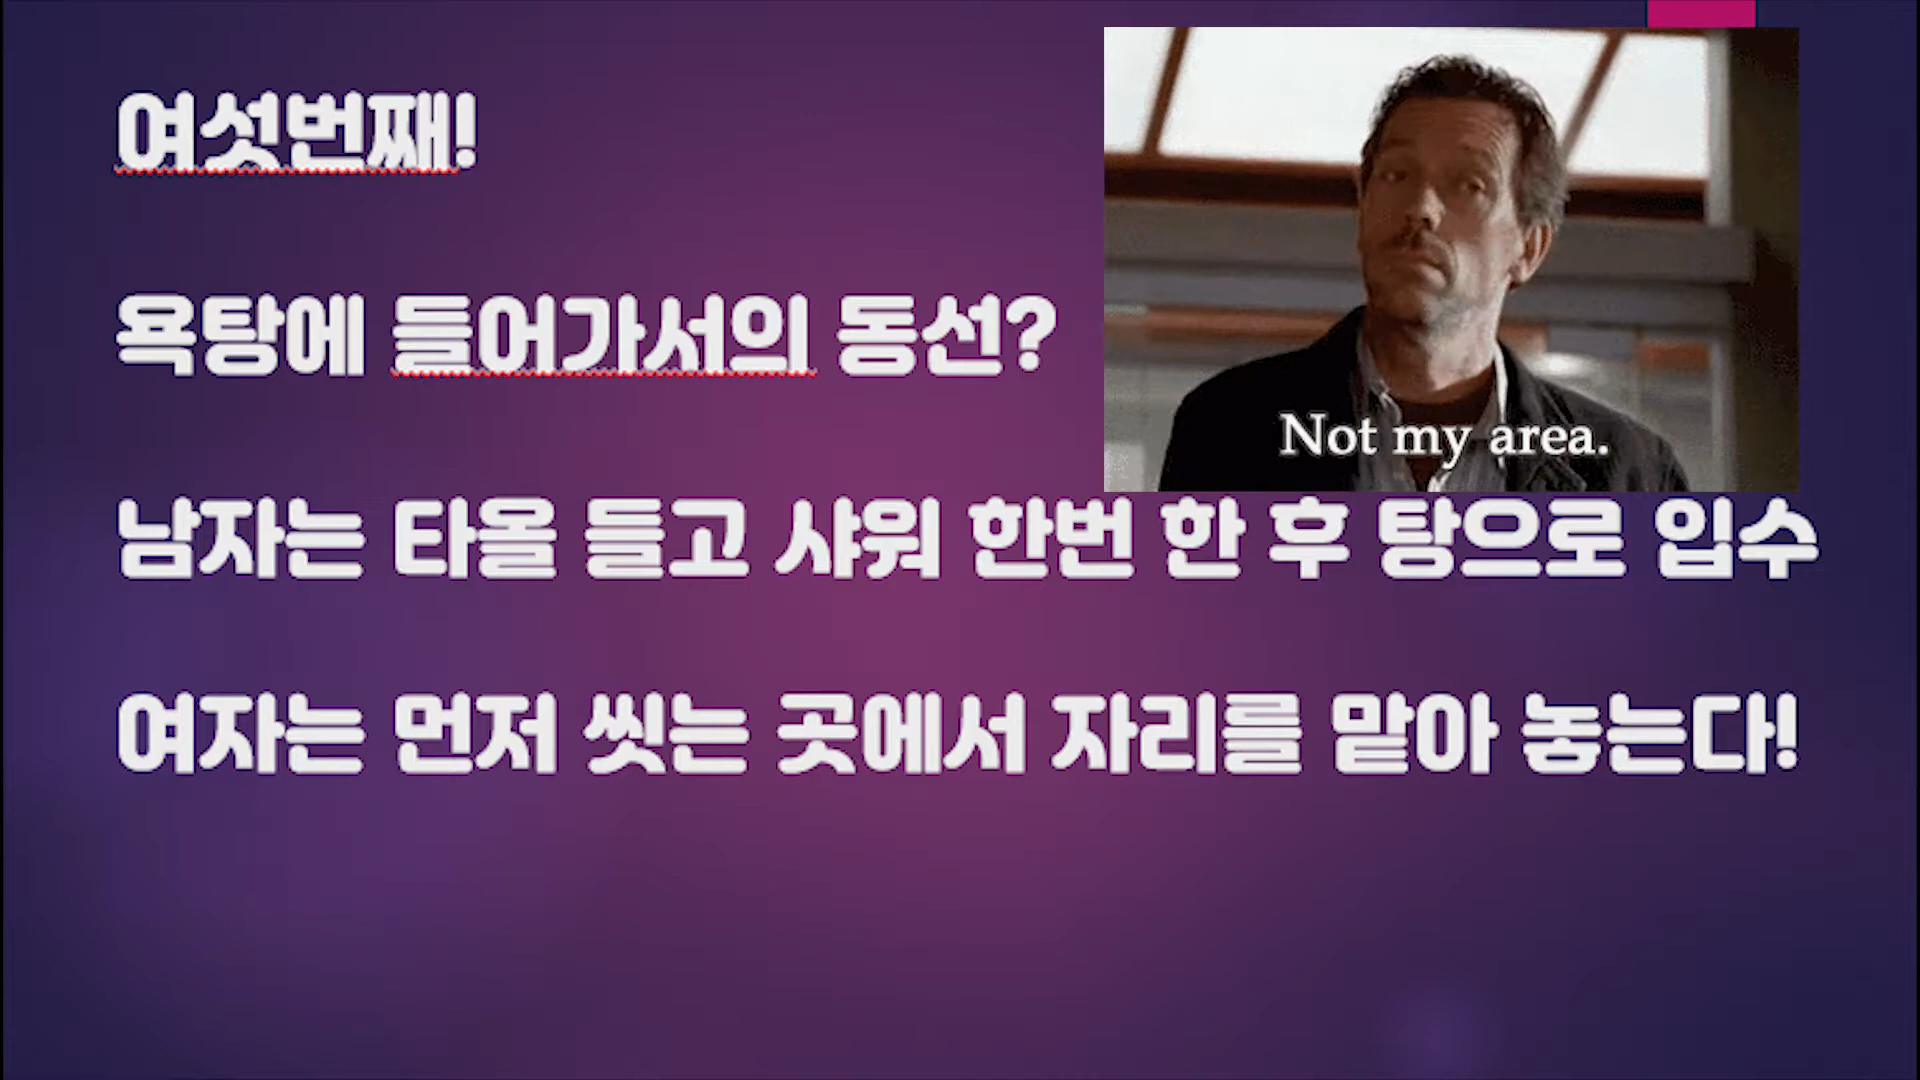 여섯번째!
욕탕에 들어가서의 동선?
Not my area.
남자는 타올 들고 샤워 한번 한 후 탕으로 입수
여자는 먼저 씻는 곳에서 자리를 맡아 놓는다!